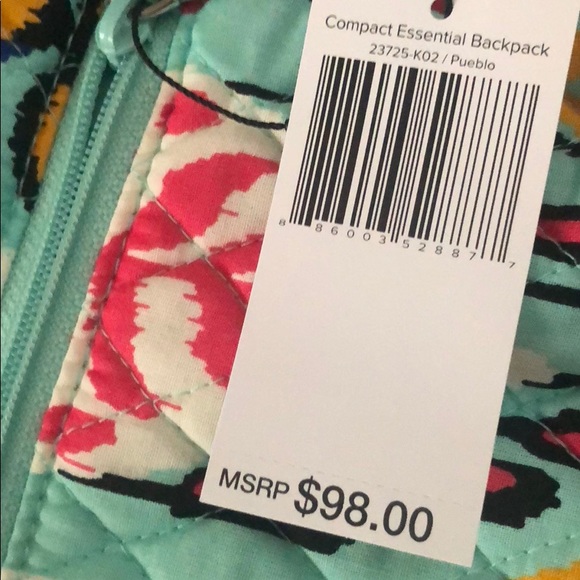 Compact Essential Backpack
23725-K02 / Pueblo
8 86003 52887 7
MSRP $98.00